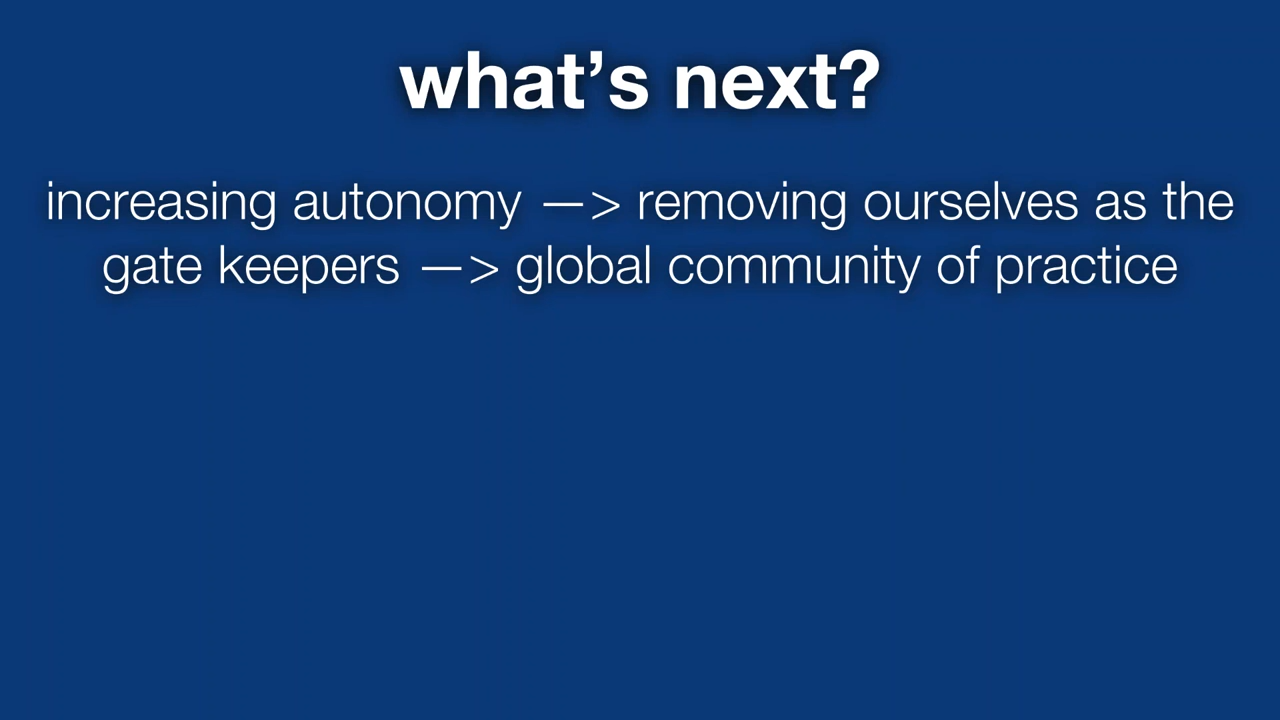 what’s next?
increasing autonomy —> removing ourselves as the
gate keepers —> global community of practice